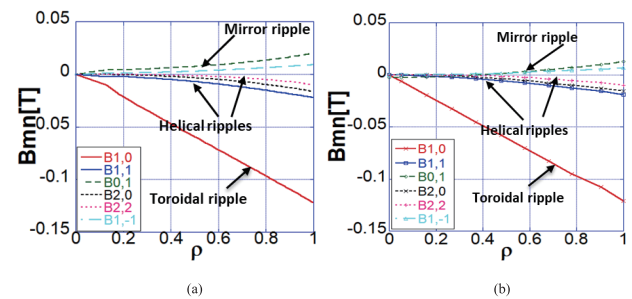 (a)
0.05
0
-0.05
-0.1
-0.15
Bmn[T]
Mirror ripple
Helical ripples
Toroidal ripple
B1,0
B1,1
B0,1
B2,0
B2,2
B1,-1
0 0.2 0.4 0.6 0.8 1
ρ
(a)
(b)
0.05
0
-0.05
-0.1
-0.15
Bmn[T]
Mirror ripple
Helical ripples
Toroidal ripple
B1,0
B1,1
B0,1
B2,0
B2,2
B1,-1
0 0.2 0.4 0.6 0.8 1
ρ
(b)